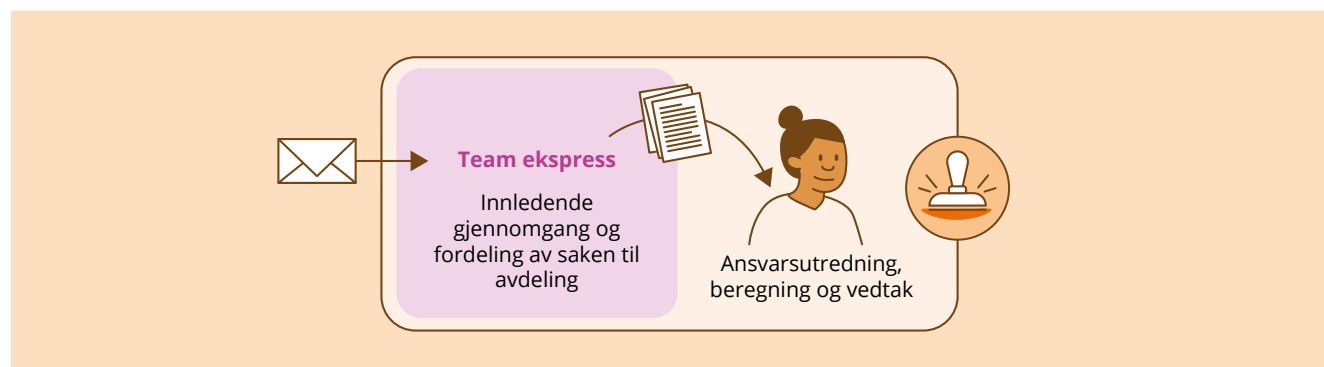 Team ekspress
Innledende
gjennomgang og
fordeling av saken til
avdeling
Ansvarsutredning,
beregning og vedtak